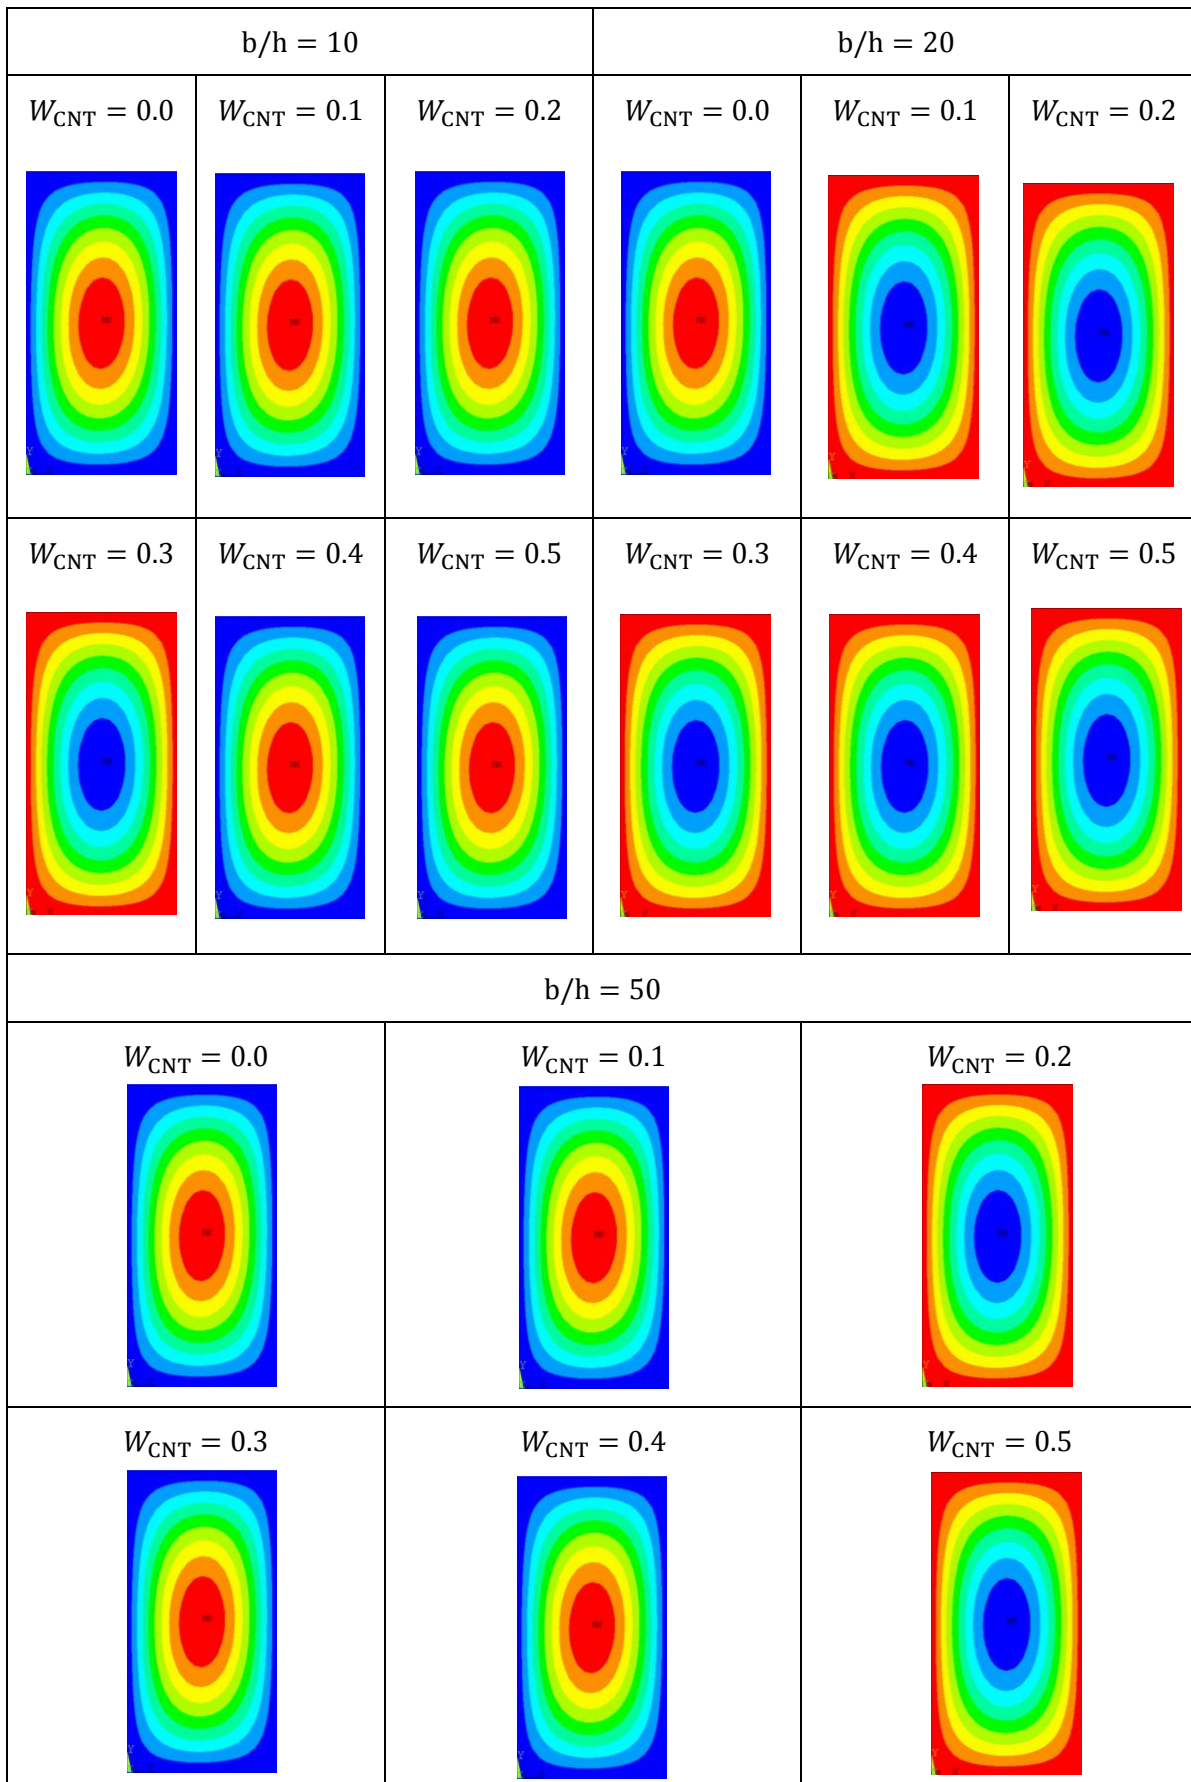 b/h = 10
b/h = 20
W_CNT = 0.0
W_CNT = 0.1
W_CNT = 0.2
W_CNT = 0.0
W_CNT = 0.1
W_CNT = 0.2
W_CNT = 0.3
W_CNT = 0.4
W_CNT = 0.5
W_CNT = 0.3
W_CNT = 0.4
W_CNT = 0.5
b/h = 50
W_CNT = 0.0
W_CNT = 0.1
W_CNT = 0.2
W_CNT = 0.3
W_CNT = 0.4
W_CNT = 0.5